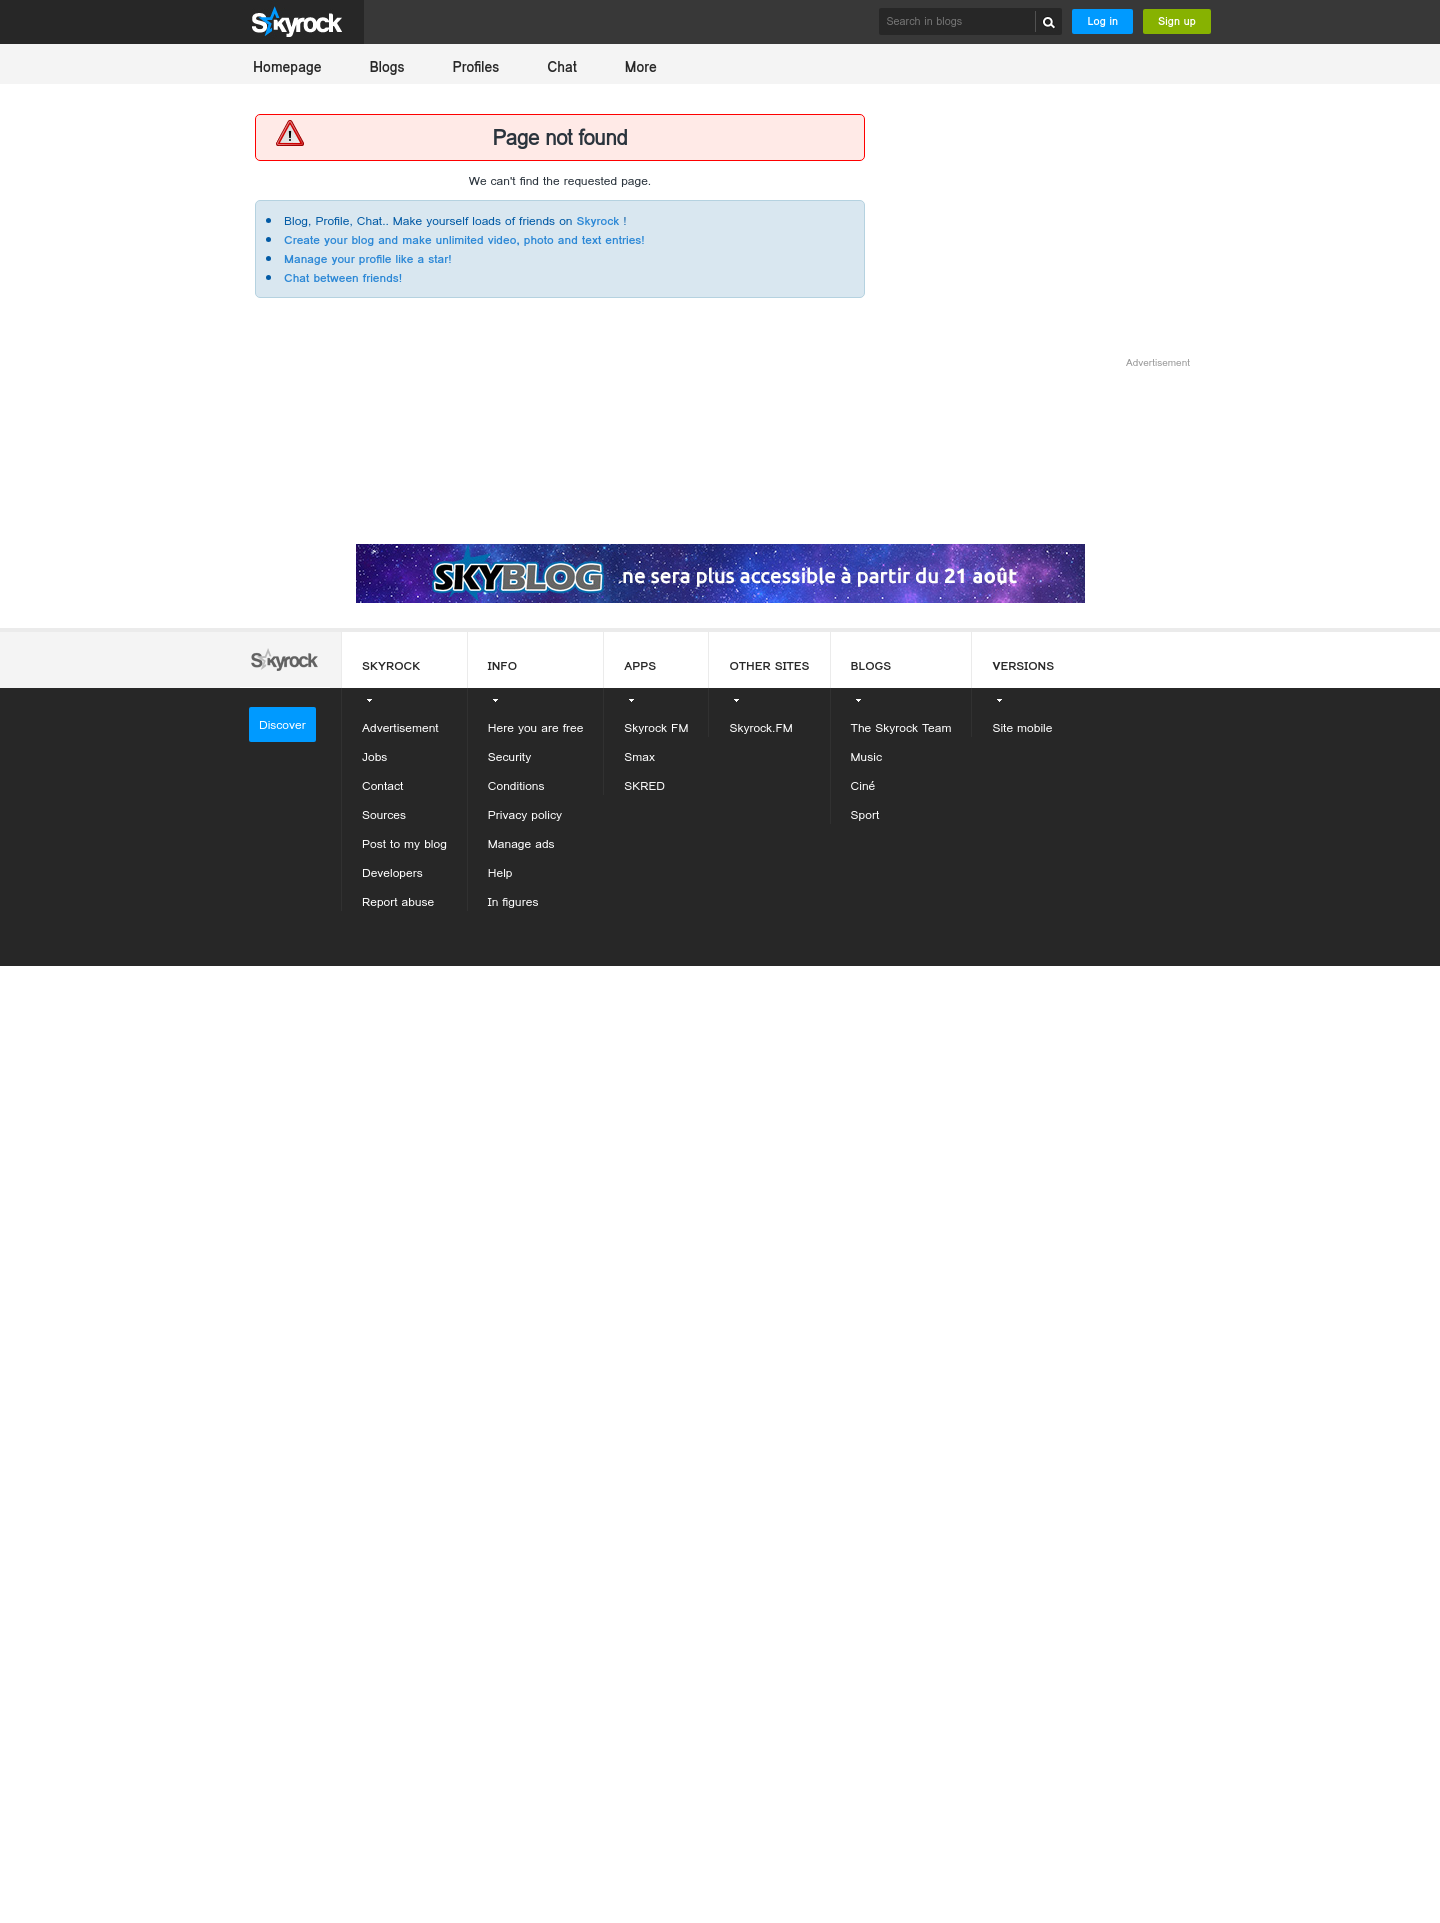 Skyrock
Search in blogs
Log in
Sign up
Homepage
Blogs
Profiles
Chat
More
Page not found
We can't find the requested page.
Blog, Profile, Chat.. Make yourself loads of friends on Skyrock !
Create your blog and make unlimited video, photo and text entries!
Manage your profile like a star!
Chat between friends!
Advertisement
SKYBLOG ne sera plus accessible à partir du 21 août
Skyrock
Discover
SKYROCK
Advertisement
Jobs
Contact
Sources
Post to my blog
Developers
Report abuse
INFO
Here you are free
Security
Conditions
Privacy policy
Manage ads
Help
In figures
APPS
Skyrock FM
Smax
SKRED
OTHER SITES
Skyrock.FM
BLOGS
The Skyrock Team
Music
Ciné
Sport
VERSIONS
Site mobile